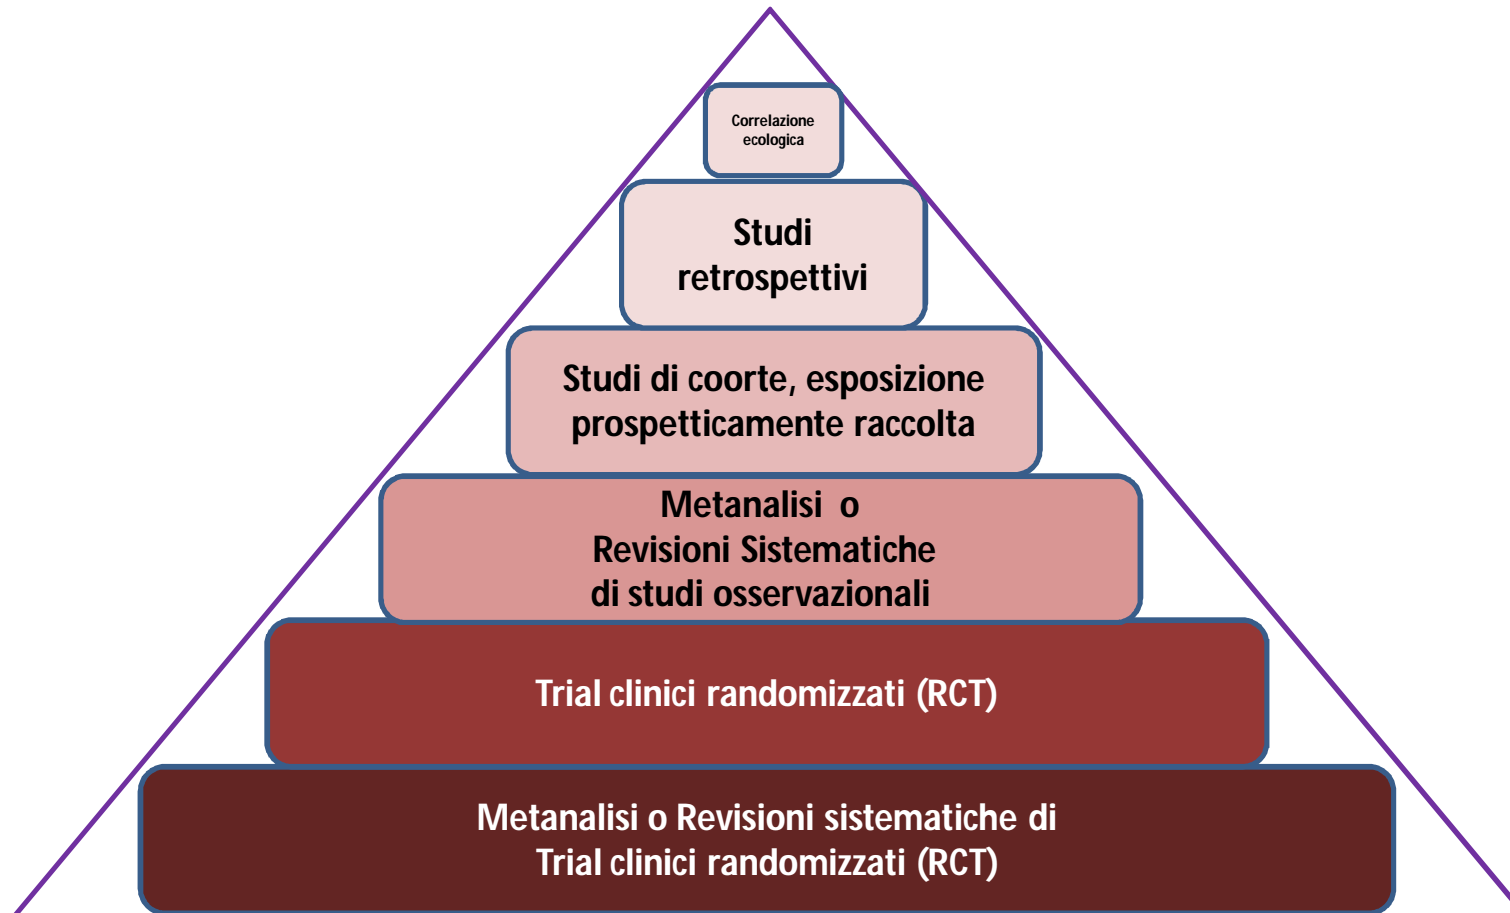 Correlazione
ecologica
Studi
retrospettivi
Studi di coorte, esposizione
prospetticamente raccolta
Metanalisi o
Revisioni Sistematiche
di studi osservazionali
Trial clinici randomizzati (RCT)
Metanalisi o Revisioni sistematiche di
Trial clinici randomizzati (RCT)